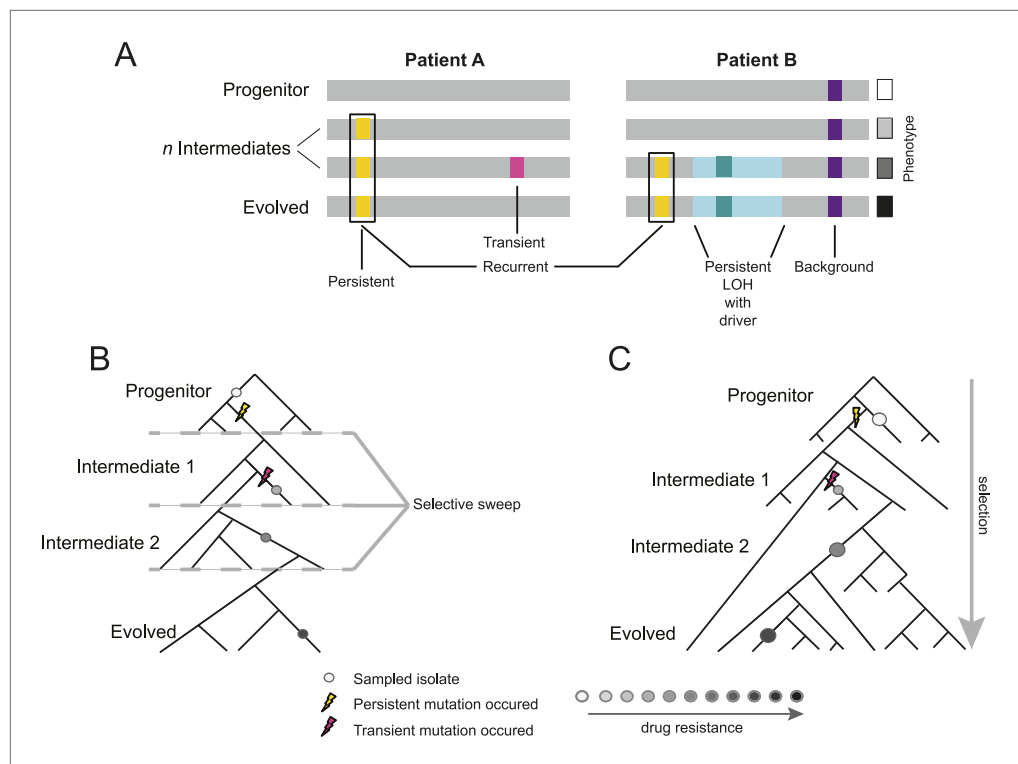 A
Patient A
Patient B
Progenitor
n Intermediates
Evolved
Phenotype
Transient
Recurrent
Persistent
Persistent
LOH
with
driver
Background
B
Progenitor
Intermediate 1
Intermediate 2
Evolved
Selective sweep
C
Progenitor
Intermediate 1
Intermediate 2
Evolved
selection
Sampled isolate
Persistent mutation occured
Transient mutation occured
drug resistance